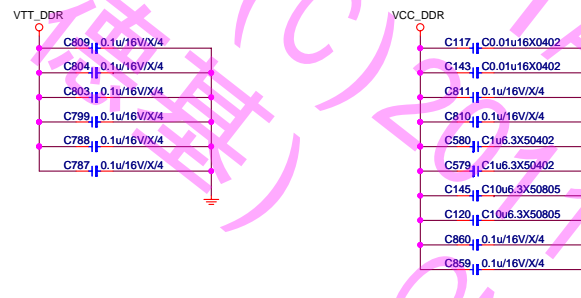 VTT_DDR
C809 0.1u/16V/X/4
C804 0.1u/16V/X/4
C803 0.1u/16V/X/4
C799 0.1u/16V/X/4
C788 0.1u/16V/X/4
C787 0.1u/16V/X/4
VCC_DDR
C117 C0.01u16X0402
C143 C0.01u16X0402
C811 0.1u/16V/X/4
C810 0.1u/16V/X/4
C580 C1u6.3X50402
C579 C1u6.3X50402
C145 C10u6.3X50805
C120 C10u6.3X50805
C860 0.1u/16V/X/4
C859 0.1u/16V/X/4
德基)
(C) 201